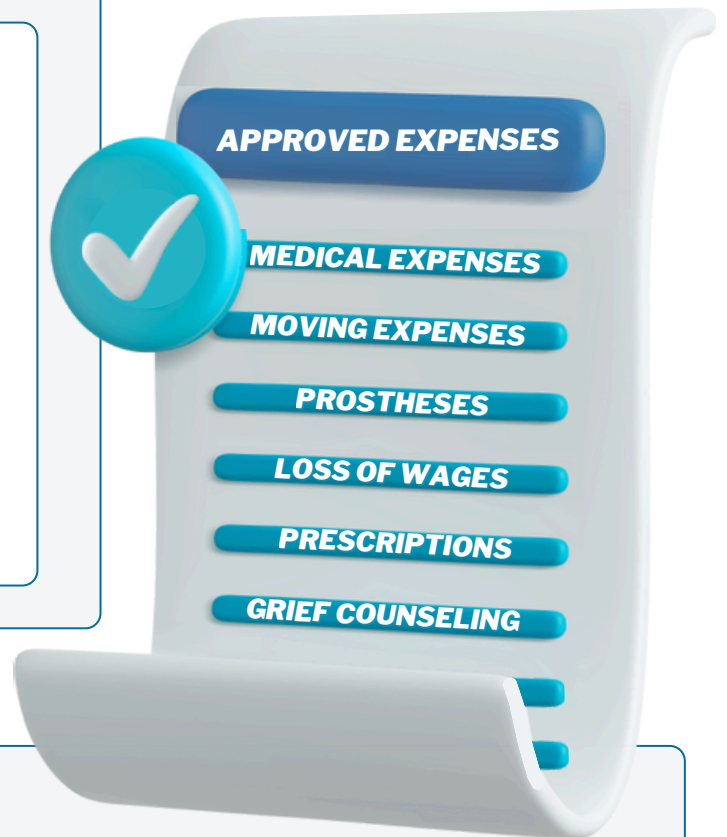 APPROVED EXPENSES
MEDICAL EXPENSES
MOVING EXPENSES
PROSTHESES
LOSS OF WAGES
PRESCRIPTIONS
GRIEF COUNSELING